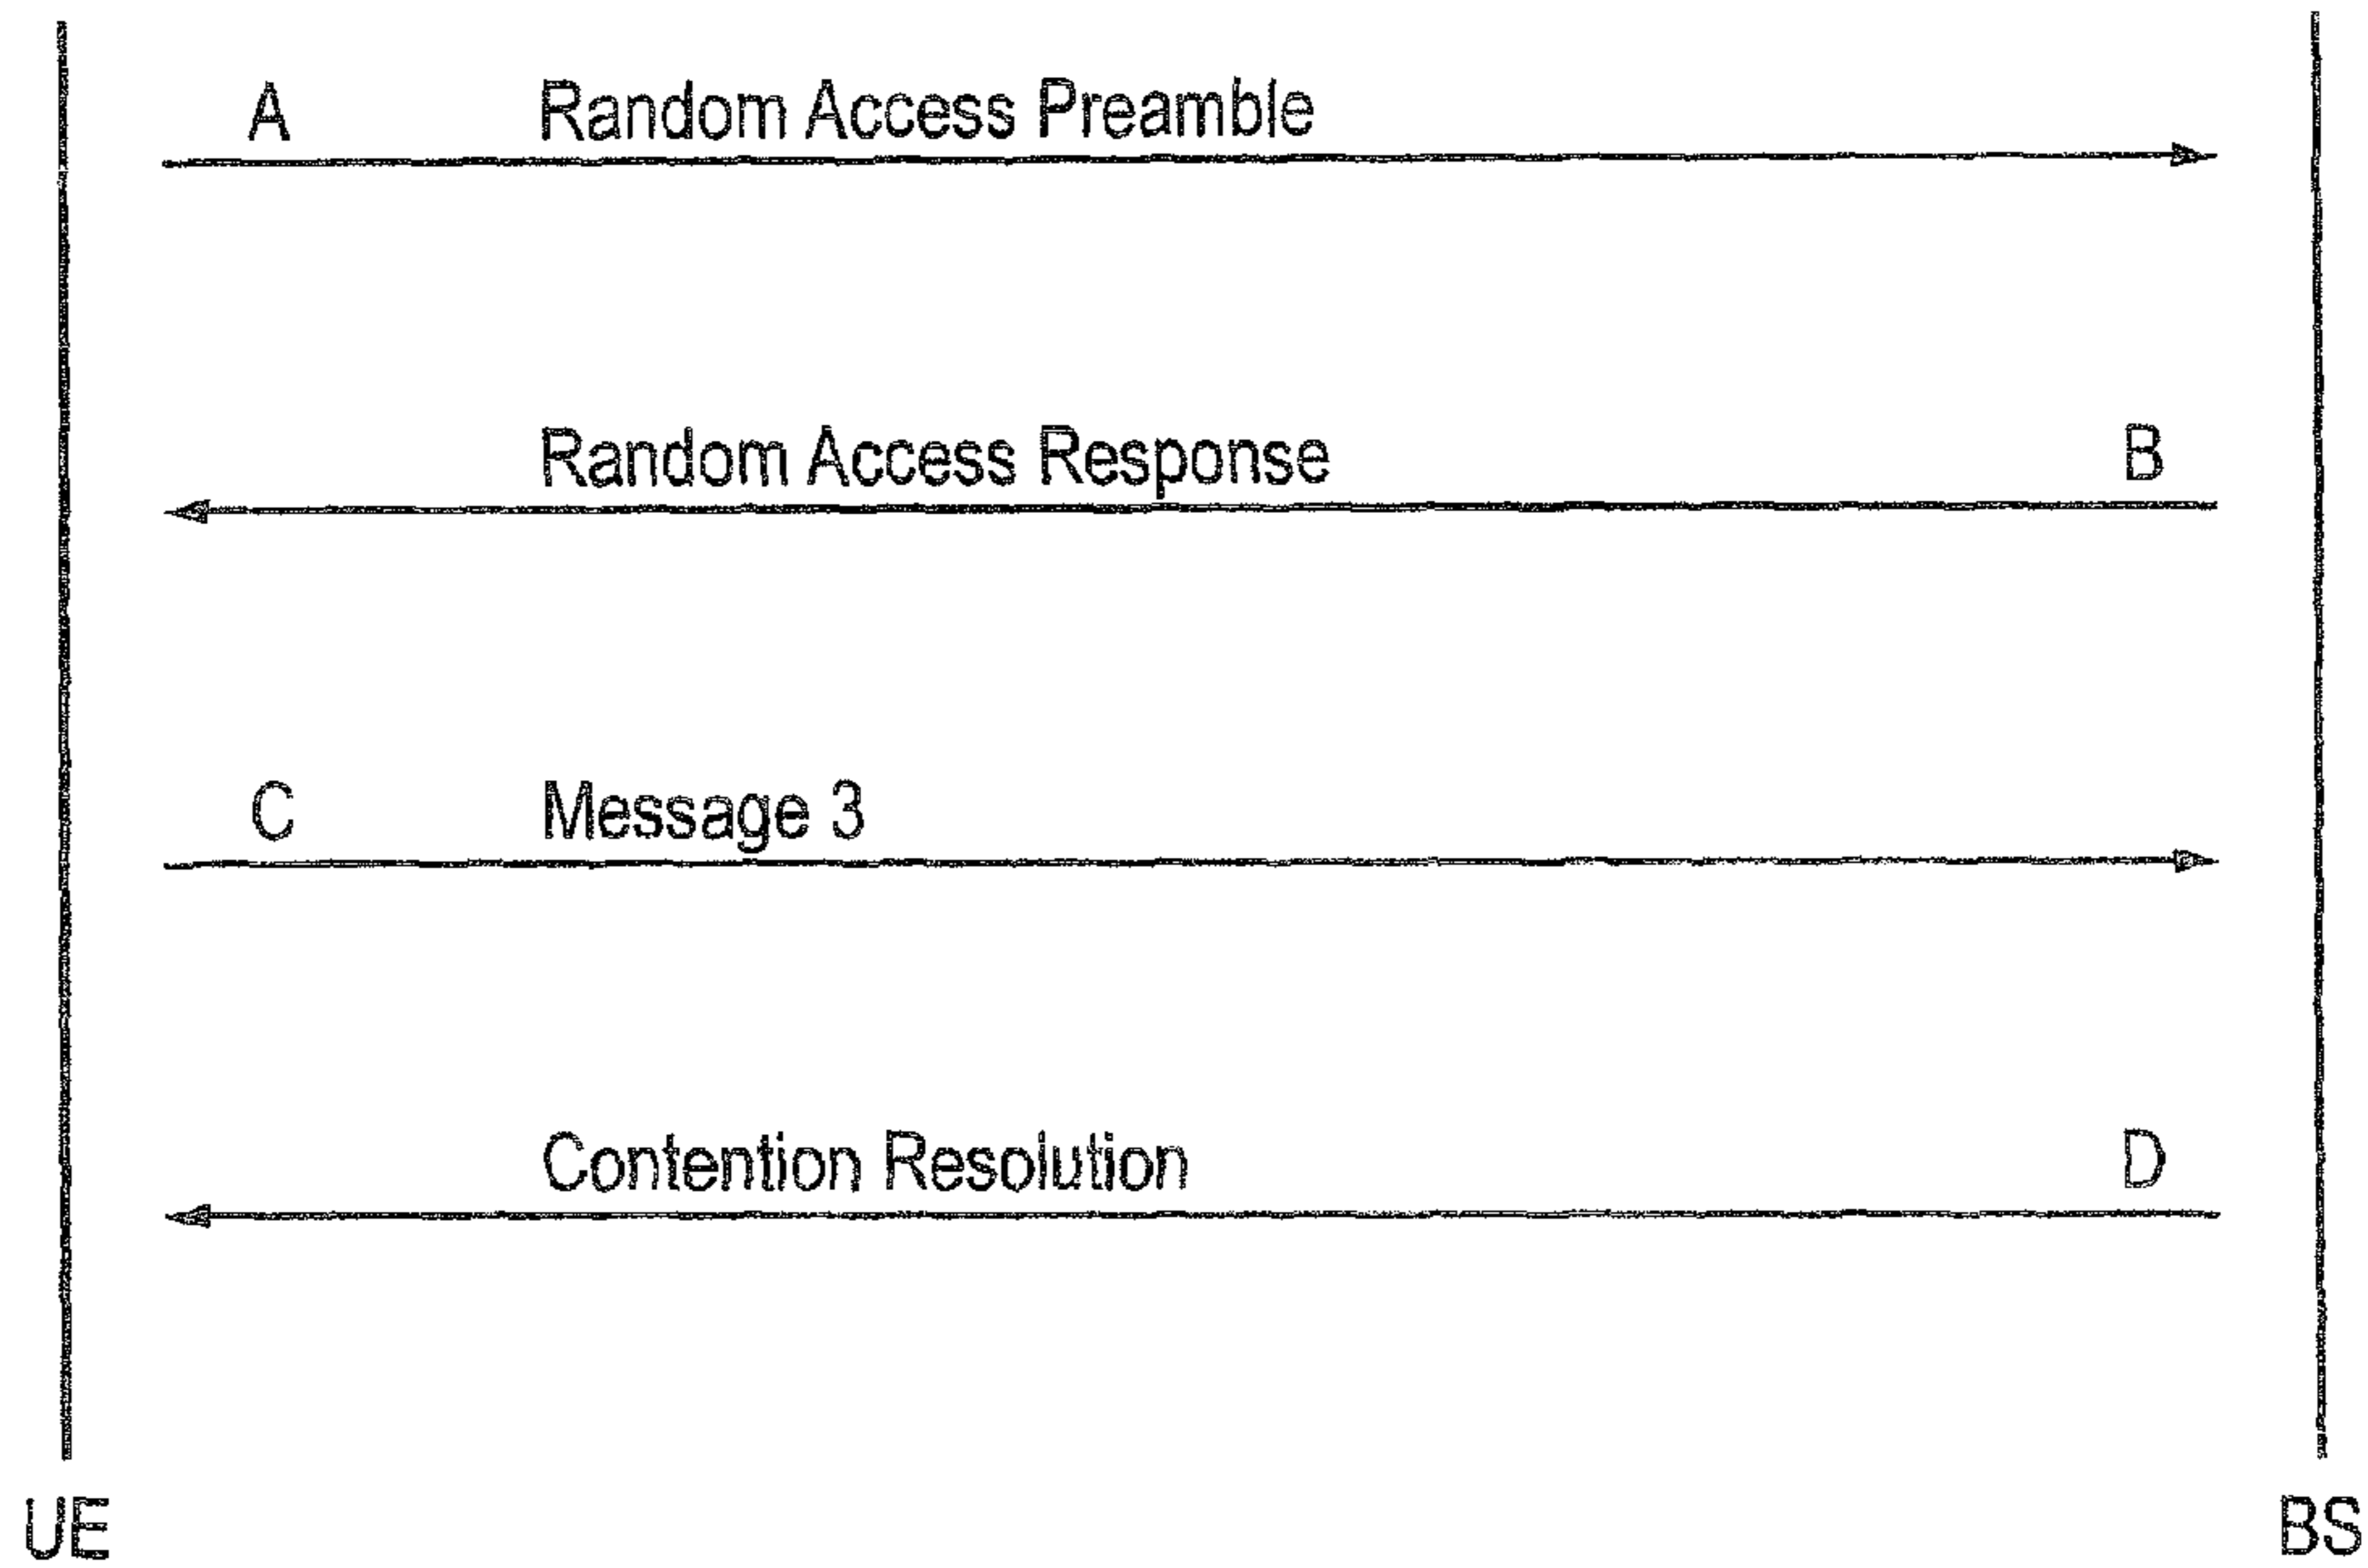 A Random Access Preamble
Random Access Response B
C Message 3
Contention Resolution D
UE BS